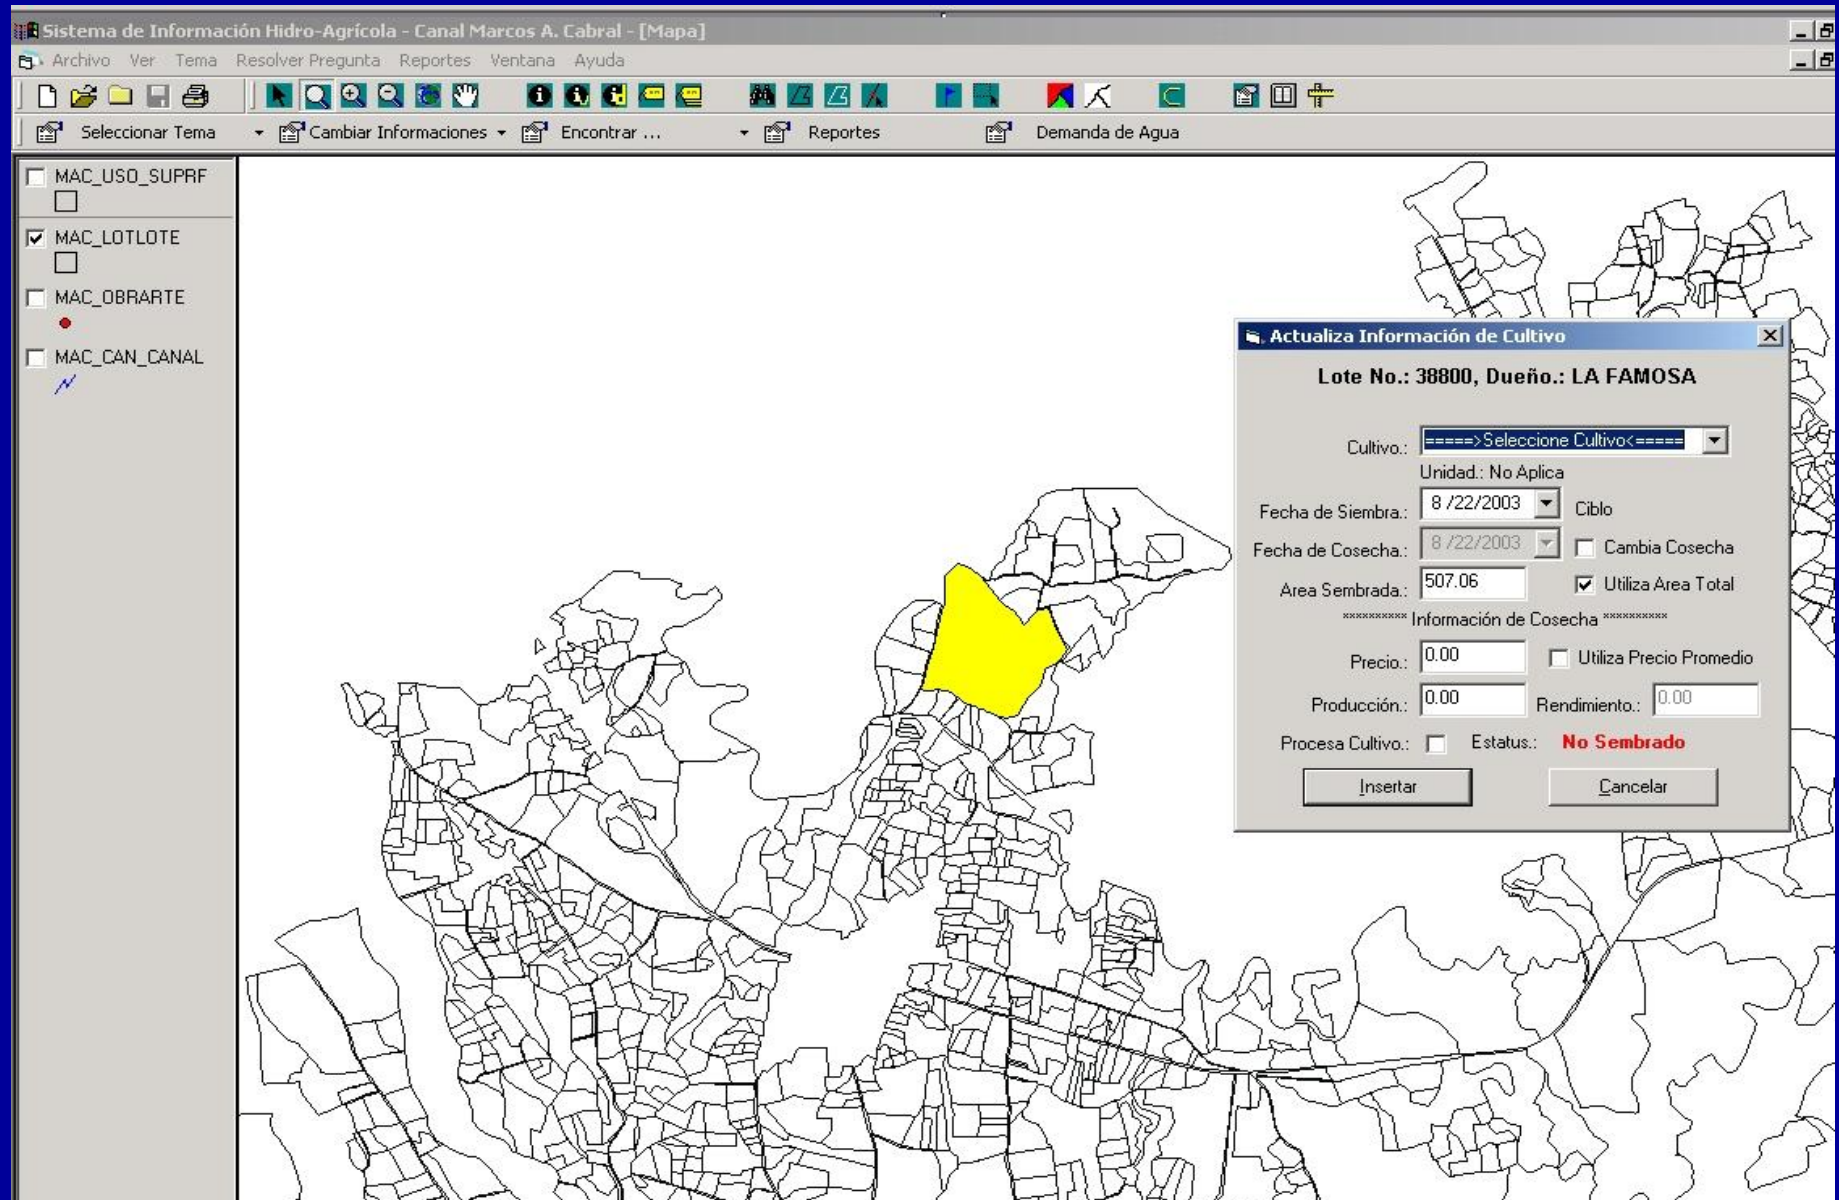 Sistema de Información Hidro-Agrícola - Canal Marcos A. Cabral - [Mapa]
Archivo Ver Tema Resolver Pregunta Reportes Ventana Ayuda
Seleccionar Tema Cambiar Informaciones Encontrar ... Reportes Demanda de Agua
MAC_USO_SUPRF
MAC_LOTLOTE
MAC_OBRARTE
MAC_CAN_CANAL
Actualiza Información de Cultivo
Lote No.: 38800, Dueño.: LA FAMOSA
Cultivo.: =====>Seleccione Cultivo<=====
Unidad.: No Aplica
Fecha de Siembra.: 8 /22/2003 Ciblo
Fecha de Cosecha.: 8 /22/2003 Cambia Cosecha
Area Sembrada.: 507.06 Utiliza Area Total
********** Información de Cosecha **********
Precio.: 0.00 Utiliza Precio Promedio
Producción.: 0.00 Rendimiento.: 0.00
Procesa Cultivo.: Estatus.: No Sembrado
Insertar Cancelar